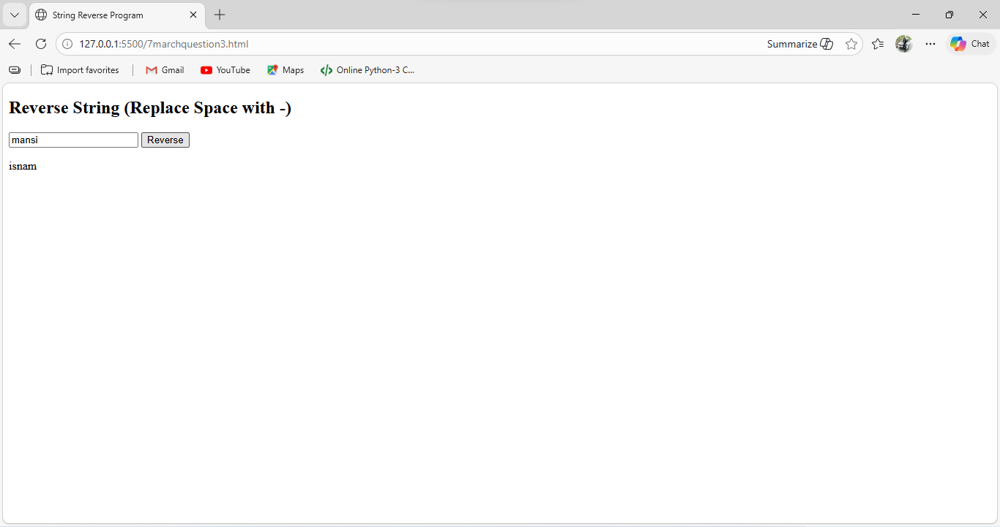 String Reverse Program
127.0.0.1:5500/7marchquestion3.html
Summarize
Chat
Import favorites
Gmail
YouTube
Maps
Online Python-3 C...
Reverse String (Replace Space with -)
mansi
Reverse
isnam